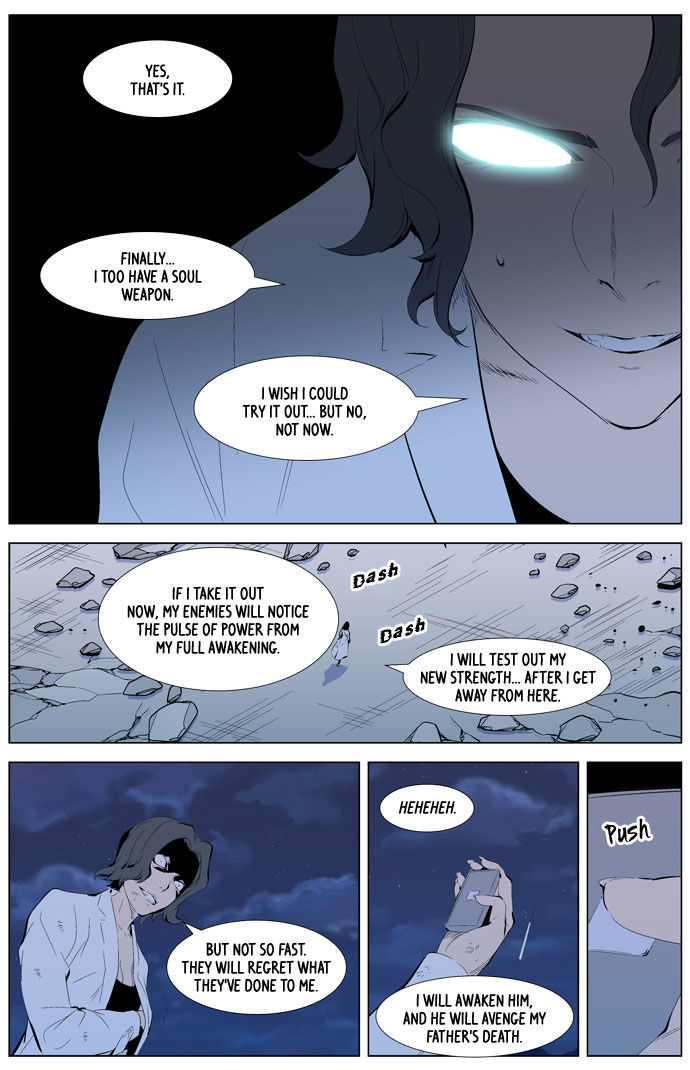 YES,
THAT'S IT.
FINALLY...
I TOO HAVE A SOUL
WEAPON.
I WISH I COULD
TRY IT OUT... BUT NO,
NOT NOW.
IF I TAKE IT OUT
NOW, MY ENEMIES WILL NOTICE
THE PULSE OF POWER FROM
MY FULL AWAKENING.
Dash
Dash
I WILL TEST OUT MY
NEW STRENGTH... AFTER I GET
AWAY FROM HERE.
BUT NOT SO FAST.
THEY WILL REGRET WHAT
THEY'VE DONE TO ME.
HEHEHEH.
I WILL AWAKEN HIM,
AND HE WILL AVENGE MY
FATHER'S DEATH.
Push